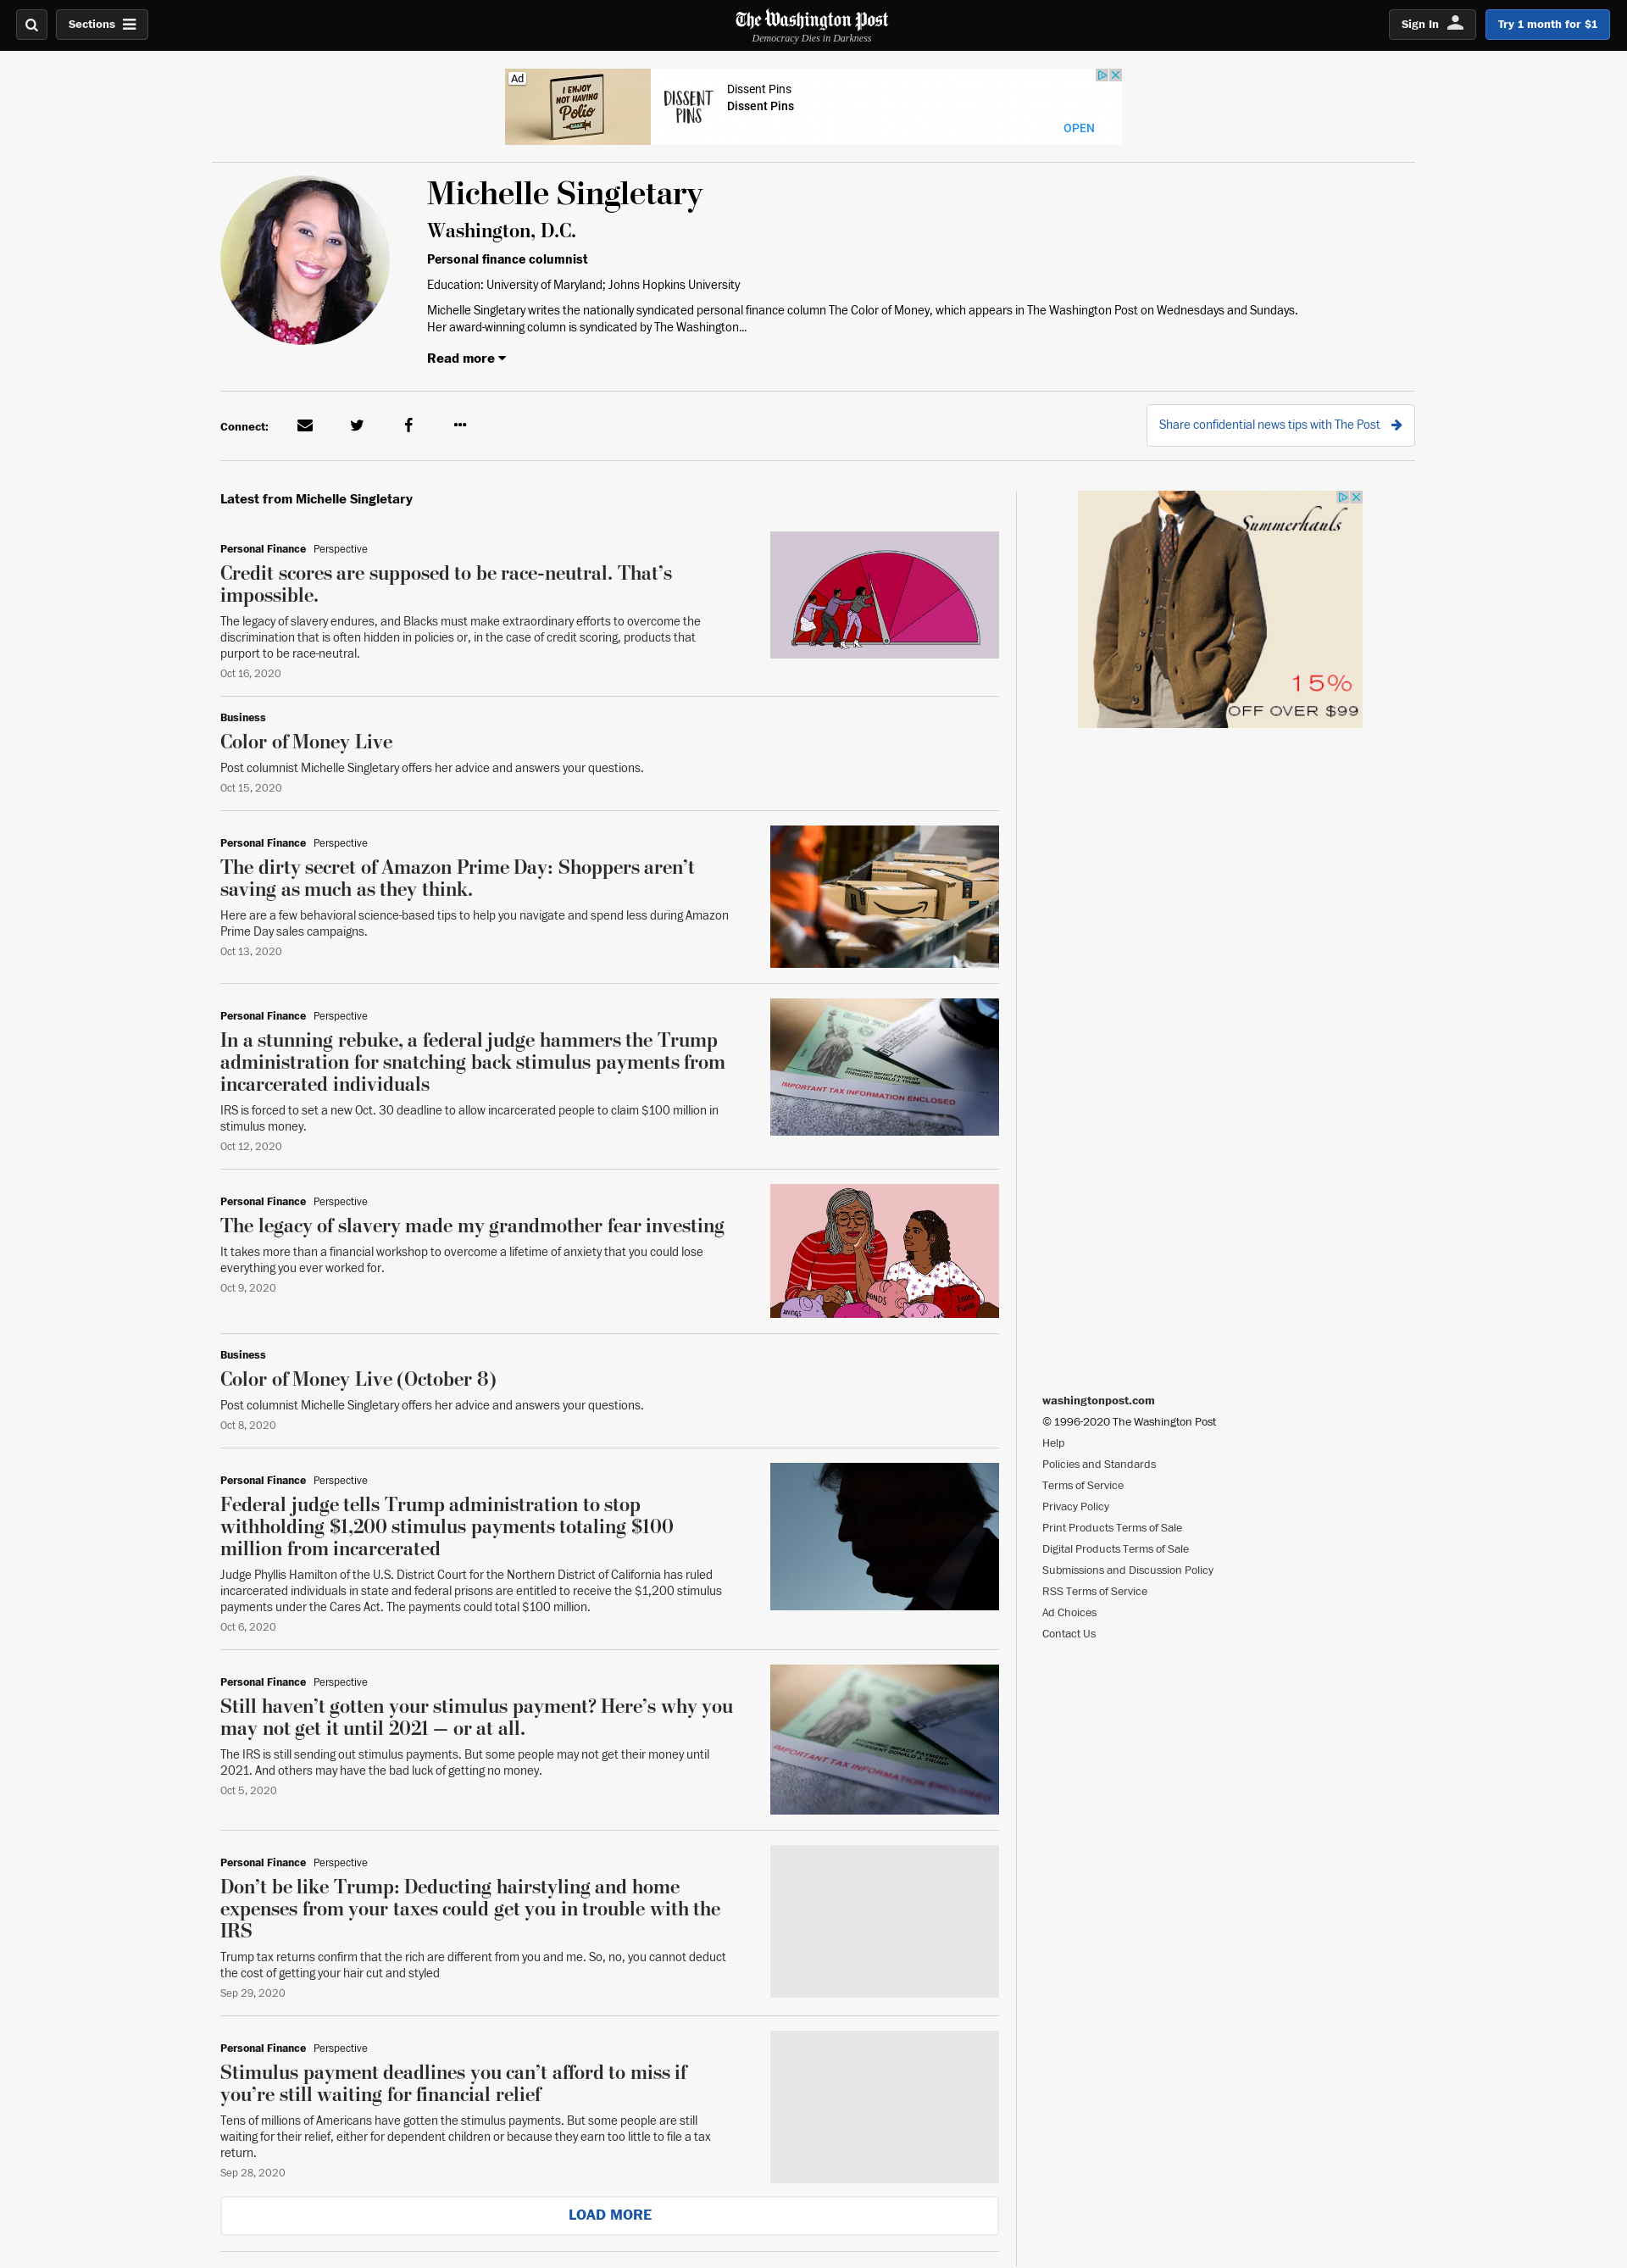 Sections
The Washington Post
Democracy Dies in Darkness
Sign In
Try 1 month for $1
Ad
I ENJOY
NOT HAVING
Polio
DISSENT
PINS
Dissent Pins
Dissent Pins
OPEN
Michelle Singletary
Washington, D.C.
Personal finance columnist
Education: University of Maryland; Johns Hopkins University
Michelle Singletary writes the nationally syndicated personal finance column The Color of Money, which appears in The Washington Post on Wednesdays and Sundays.
Her award-winning column is syndicated by The Washington...
Read more
Connect:
Share confidential news tips with The Post
Latest from Michelle Singletary
Personal Finance Perspective
Credit scores are supposed to be race-neutral. That’s
impossible.
The legacy of slavery endures, and Blacks must make extraordinary efforts to overcome the
discrimination that is often hidden in policies or, in the case of credit scoring, products that
purport to be race-neutral.
Oct 16, 2020
Business
Color of Money Live
Post columnist Michelle Singletary offers her advice and answers your questions.
Oct 15, 2020
Personal Finance Perspective
The dirty secret of Amazon Prime Day: Shoppers aren’t
saving as much as they think.
Here are a few behavioral science-based tips to help you navigate and spend less during Amazon
Prime Day sales campaigns.
Oct 13, 2020
Personal Finance Perspective
In a stunning rebuke, a federal judge hammers the Trump
administration for snatching back stimulus payments from
incarcerated individuals
IRS is forced to set a new Oct. 30 deadline to allow incarcerated people to claim $100 million in
stimulus money.
Oct 12, 2020
ECONOMIC IMPACT PAYMENT
PRESIDENT DONALD J. TRUMP
IMPORTANT TAX INFORMATION ENCLOSED
Personal Finance Perspective
The legacy of slavery made my grandmother fear investing
It takes more than a financial workshop to overcome a lifetime of anxiety that you could lose
everything you ever worked for.
Oct 9, 2020
BONDS
Index
Funds
Business
Color of Money Live (October 8)
Post columnist Michelle Singletary offers her advice and answers your questions.
Oct 8, 2020
Personal Finance Perspective
Federal judge tells Trump administration to stop
withholding $1,200 stimulus payments totaling $100
million from incarcerated
Judge Phyllis Hamilton of the U.S. District Court for the Northern District of California has ruled
incarcerated individuals in state and federal prisons are entitled to receive the $1,200 stimulus
payments under the Cares Act. The payments could total $100 million.
Oct 6, 2020
Personal Finance Perspective
Still haven’t gotten your stimulus payment? Here’s why you
may not get it until 2021 — or at all.
The IRS is still sending out stimulus payments. But some people may not get their money until
2021. And others may have the bad luck of getting no money.
Oct 5, 2020
ECONOMIC IMPACT PAYMENT
PRESIDENT DONALD J. TRUMP
IMPORTANT TAX INFORMATION ENCLOSED
Personal Finance Perspective
Don’t be like Trump: Deducting hairstyling and home
expenses from your taxes could get you in trouble with the
IRS
Trump tax returns confirm that the rich are different from you and me. So, no, you cannot deduct
the cost of getting your hair cut and styled
Sep 29, 2020
Personal Finance Perspective
Stimulus payment deadlines you can’t afford to miss if
you’re still waiting for financial relief
Tens of millions of Americans have gotten the stimulus payments. But some people are still
waiting for their relief, either for dependent children or because they earn too little to file a tax
return.
Sep 28, 2020
LOAD MORE
Summerhauls
15%
OFF OVER $99
washingtonpost.com
© 1996-2020 The Washington Post
Help
Policies and Standards
Terms of Service
Privacy Policy
Print Products Terms of Sale
Digital Products Terms of Sale
Submissions and Discussion Policy
RSS Terms of Service
Ad Choices
Contact Us